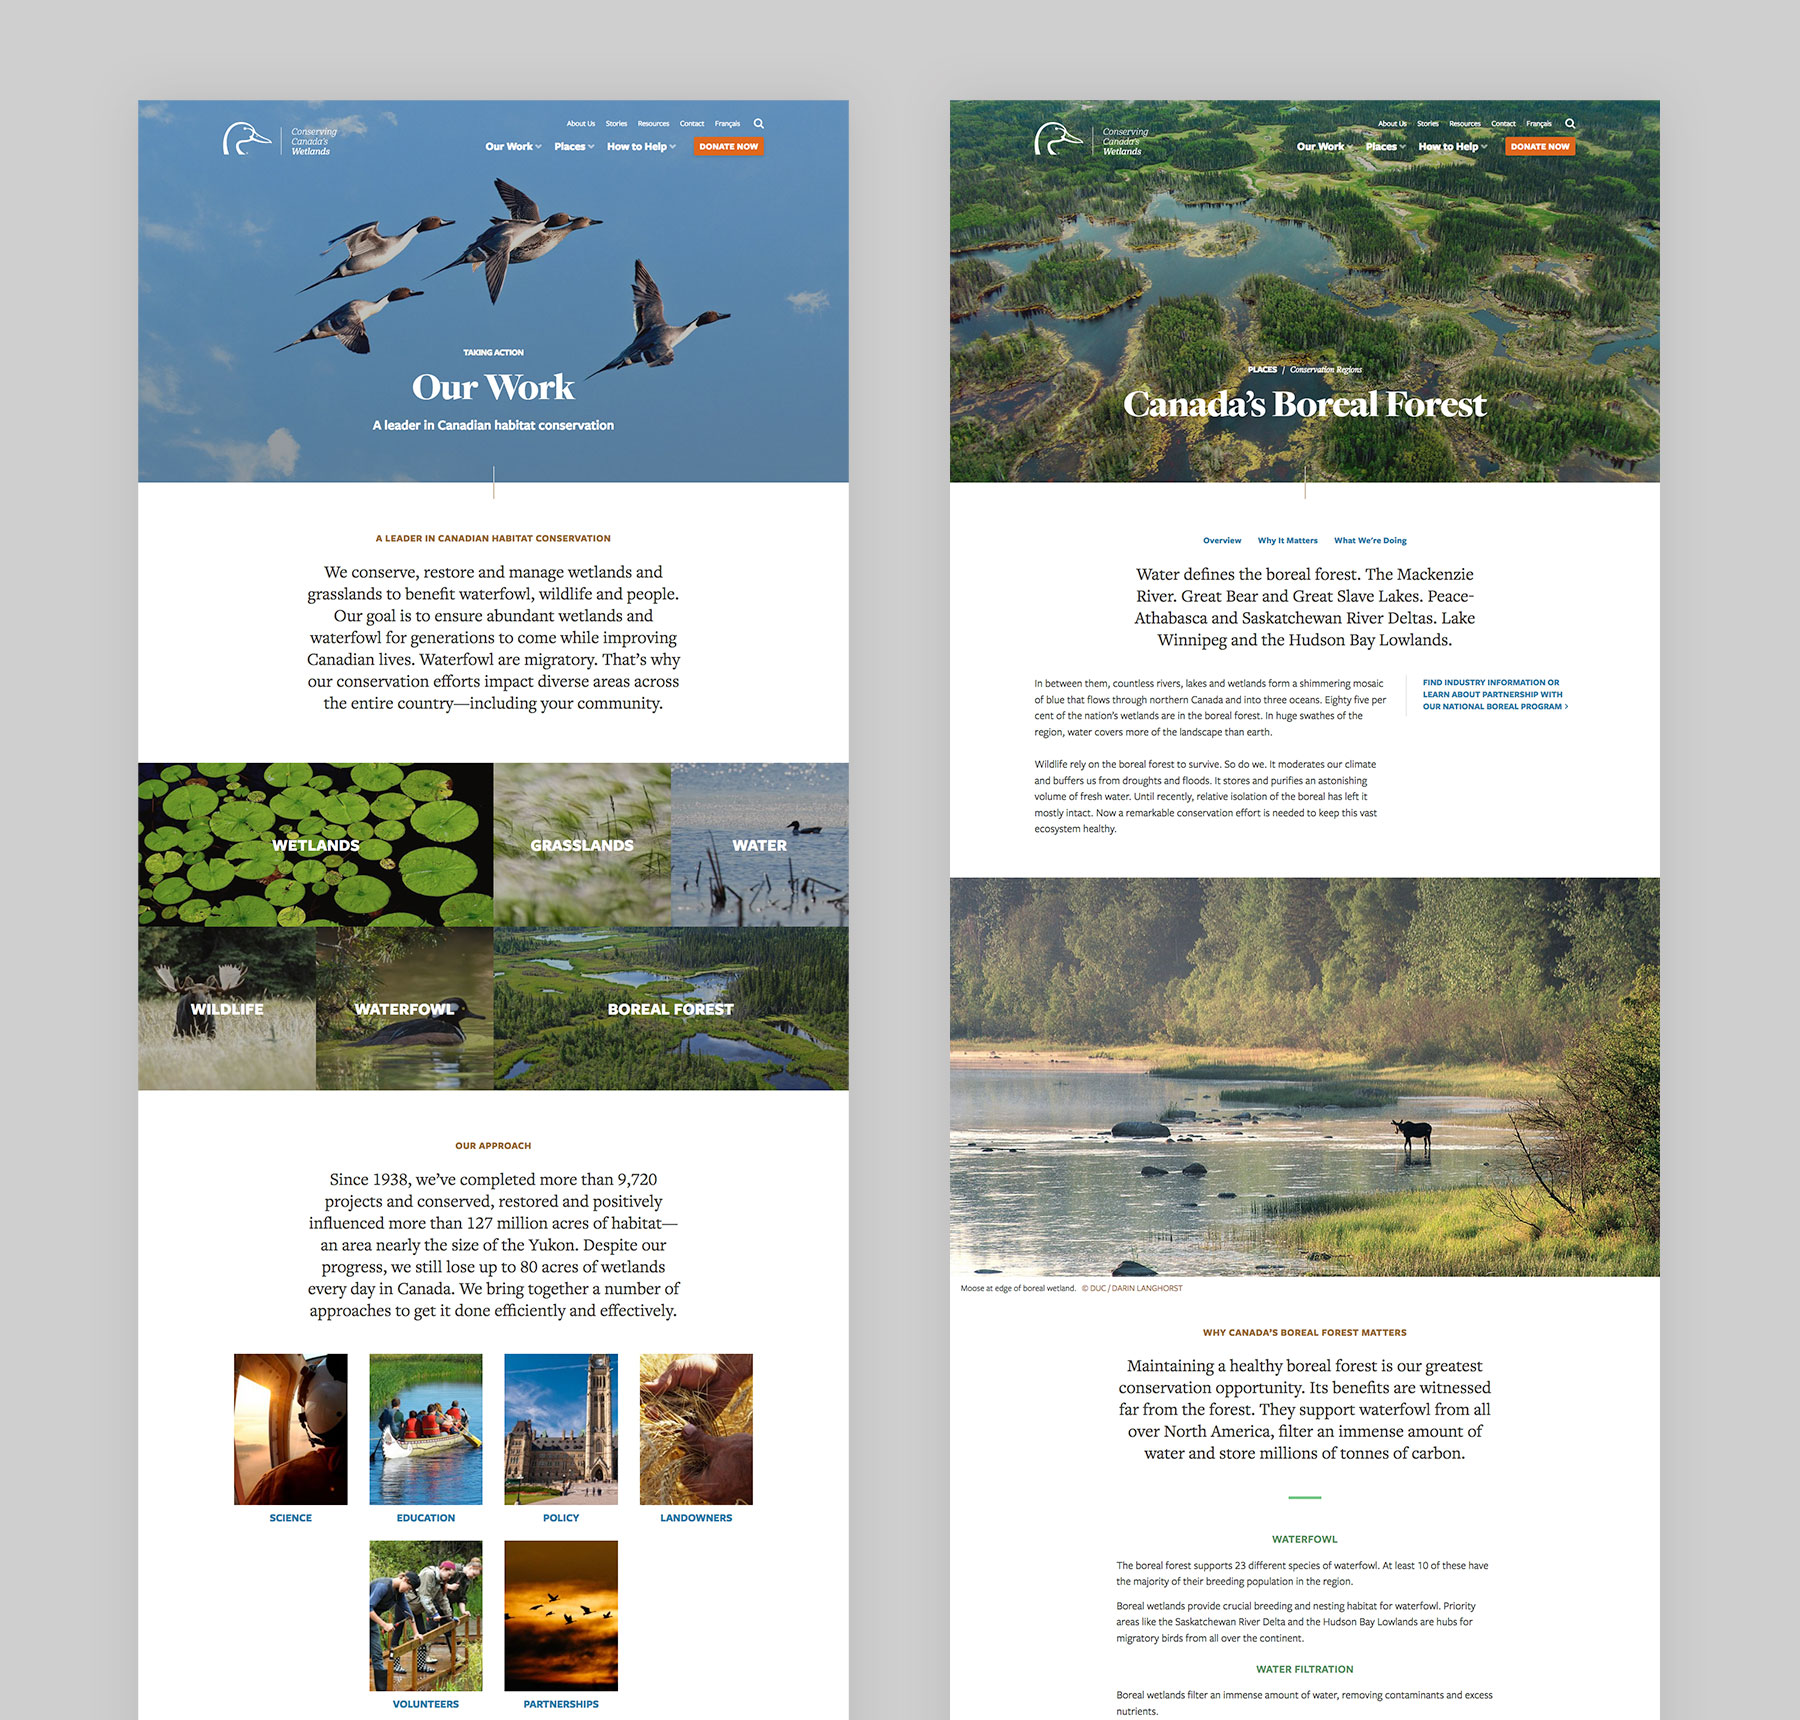 Conserving
Canada's
Wetlands
About Us Stories Resources Contact Français
Our Work Places How to Help DONATE NOW
TAKING ACTION
Our Work
A leader in Canadian habitat conservation
A LEADER IN CANADIAN HABITAT CONSERVATION
We conserve, restore and manage wetlands and
grasslands to benefit waterfowl, wildlife and people.
Our goal is to ensure abundant wetlands and
waterfowl for generations to come while improving
Canadian lives. Waterfowl are migratory. That's why
our conservation efforts impact diverse areas across
the entire country—including your community.
WETLANDS
GRASSLANDS
WATER
WILDLIFE
WATERFOWL
BOREAL FOREST
OUR APPROACH
Since 1938, we've completed more than 9,720
projects and conserved, restored and positively
influenced more than 127 million acres of habitat—
an area nearly the size of the Yukon. Despite our
progress, we still lose up to 80 acres of wetlands
every day in Canada. We bring together a number of
approaches to get it done efficiently and effectively.
SCIENCE
EDUCATION
POLICY
LANDOWNERS
VOLUNTEERS
PARTNERSHIPS
Conserving
Canada's
Wetlands
About Us Stories Resources Contact Français
Our Work Places How to Help DONATE NOW
PLACES / Conservation Regions
Canada's Boreal Forest
Overview Why It Matters What We're Doing
Water defines the boreal forest. The Mackenzie
River. Great Bear and Great Slave Lakes. Peace-
Athabasca and Saskatchewan River Deltas. Lake
Winnipeg and the Hudson Bay Lowlands.
In between them, countless rivers, lakes and wetlands form a shimmering mosaic
of blue that flows through northern Canada and into three oceans. Eighty five per
cent of the nation's wetlands are in the boreal forest. In huge swathes of the
region, water covers more of the landscape than earth.
Wildlife rely on the boreal forest to survive. So do we. It moderates our climate
and buffers us from droughts and floods. It stores and purifies an astonishing
volume of fresh water. Until recently, relative isolation of the boreal has left it
mostly intact. Now a remarkable conservation effort is needed to keep this vast
ecosystem healthy.
FIND INDUSTRY INFORMATION OR
LEARN ABOUT PARTNERSHIP WITH
OUR NATIONAL BOREAL PROGRAM >
Moose at edge of boreal wetland. © DUC / DARIN LANGHORST
WHY CANADA'S BOREAL FOREST MATTERS
Maintaining a healthy boreal forest is our greatest
conservation opportunity. Its benefits are witnessed
far from the forest. They support waterfowl from all
over North America, filter an immense amount of
water and store millions of tonnes of carbon.
WATERFOWL
The boreal forest supports 23 different species of waterfowl. At least 10 of these have
the majority of their breeding population in the region.
Boreal wetlands provide crucial breeding and nesting habitat for waterfowl. Priority
areas like the Saskatchewan River Delta and the Hudson Bay Lowlands are hubs for
migratory birds from all over the continent.
WATER FILTRATION
Boreal wetlands filter an immense amount of water, removing contaminants and excess
nutrients.